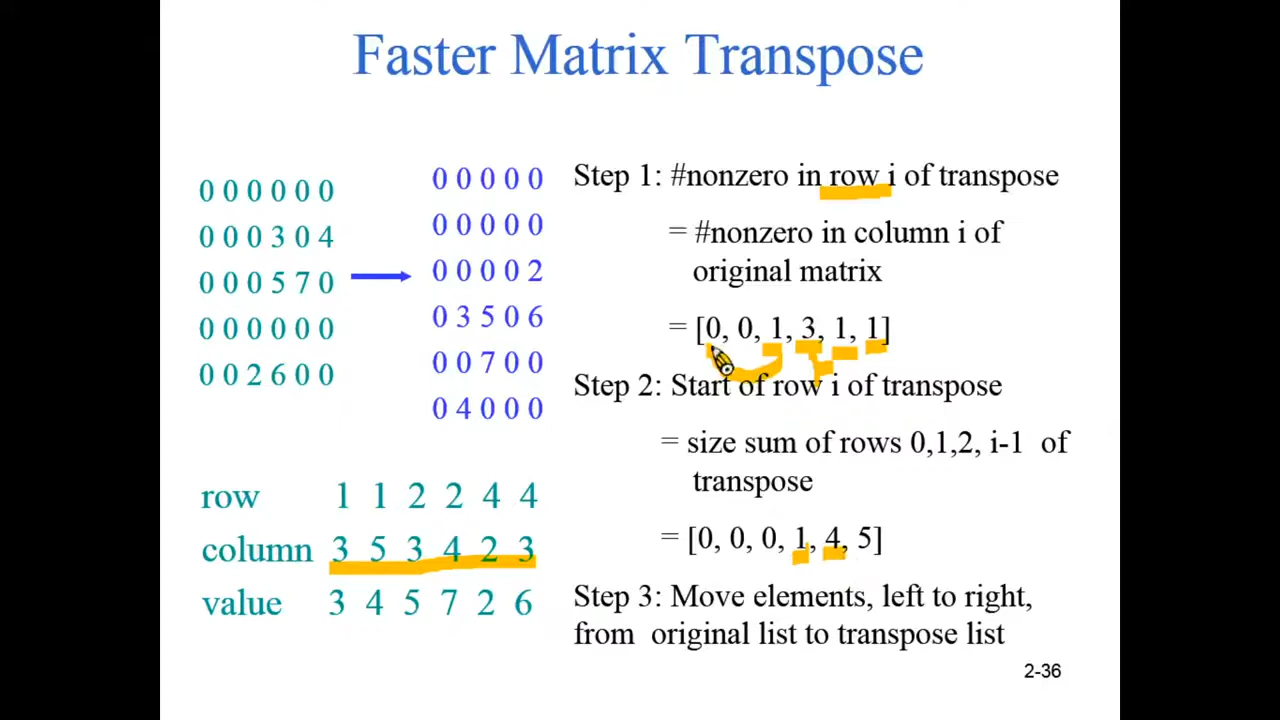 Faster Matrix Transpose
0 0 0 0 0 0
0 0 0 3 0 4
0 0 0 5 7 0
0 0 0 0 0 0
0 0 2 6 0 0
0 0 0 0 0
0 0 0 0 0
0 0 0 0 2
0 3 5 0 6
0 0 7 0 0
0 4 0 0 0
row 1 1 2 2 4 4
column 3 5 3 4 2 3
value 3 4 5 7 2 6
Step 1: #nonzero in row i of transpose
= #nonzero in column i of
original matrix
= [0, 0, 1, 3, 1, 1]
Step 2: Start of row i of transpose
= size sum of rows 0,1,2, i-1 of
transpose
= [0, 0, 0, 1, 4, 5]
Step 3: Move elements, left to right,
from original list to transpose list
2-36